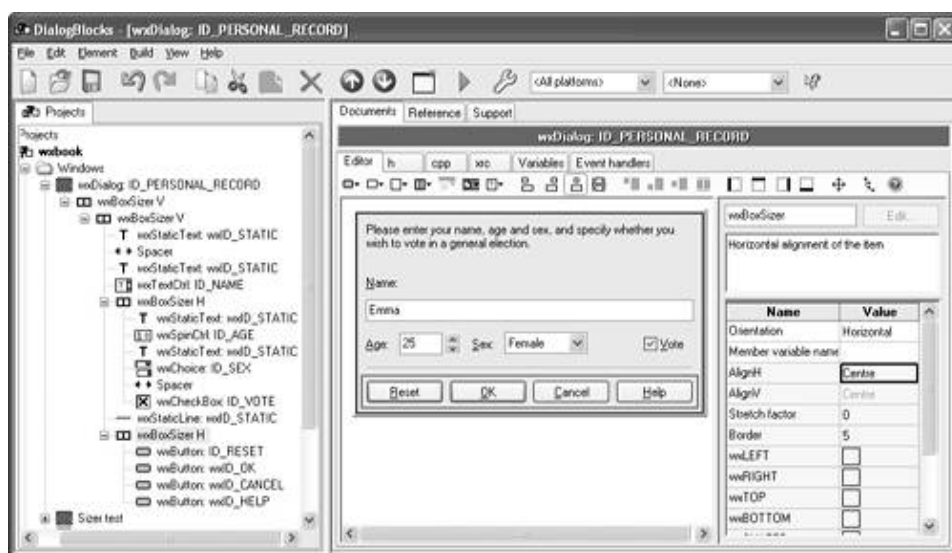 DialogBlocks - [wxDialog: ID_PERSONAL_RECORD]
File Edit Element Build View Help
<All platforms> <None>
Projects
Projects
wxbook
Windows
wxDialog: ID_PERSONAL_RECORD
wxBoxSizer V
wxBoxSizer V
wxStaticText: wxID_STATIC
Spacer
wxStaticText: wxID_STATIC
wxTextCtrl: ID_NAME
wxBoxSizer H
wxStaticText: wxID_STATIC
wxSpinCtrl: ID_AGE
wxStaticText: wxID_STATIC
wxChoice: ID_SEX
Spacer
wxCheckBox: ID_VOTE
wxStaticLine: wxID_STATIC
wxBoxSizer H
wxButton: ID_RESET
wxButton: wxID_OK
wxButton: wxID_CANCEL
wxButton: wxID_HELP
Sizer test
Documents Reference Support
wxDialog: ID_PERSONAL_RECORD
Editor h cpp xrc Variables Event handlers
Please enter your name, age and sex, and specify whether you
wish to vote in a general election.
Name:
Emma
Age: 25 Sex: Female Vote
Reset OK Cancel Help
wxBoxSizer Edit...
Horizontal alignment of the item
Name Value
Orientation Horizontal
Member variable name
AlignH Centre
AlignV Centre
Stretch factor 0
Border 5
wxLEFT
wxRIGHT
wxTOP
wxBOTTOM